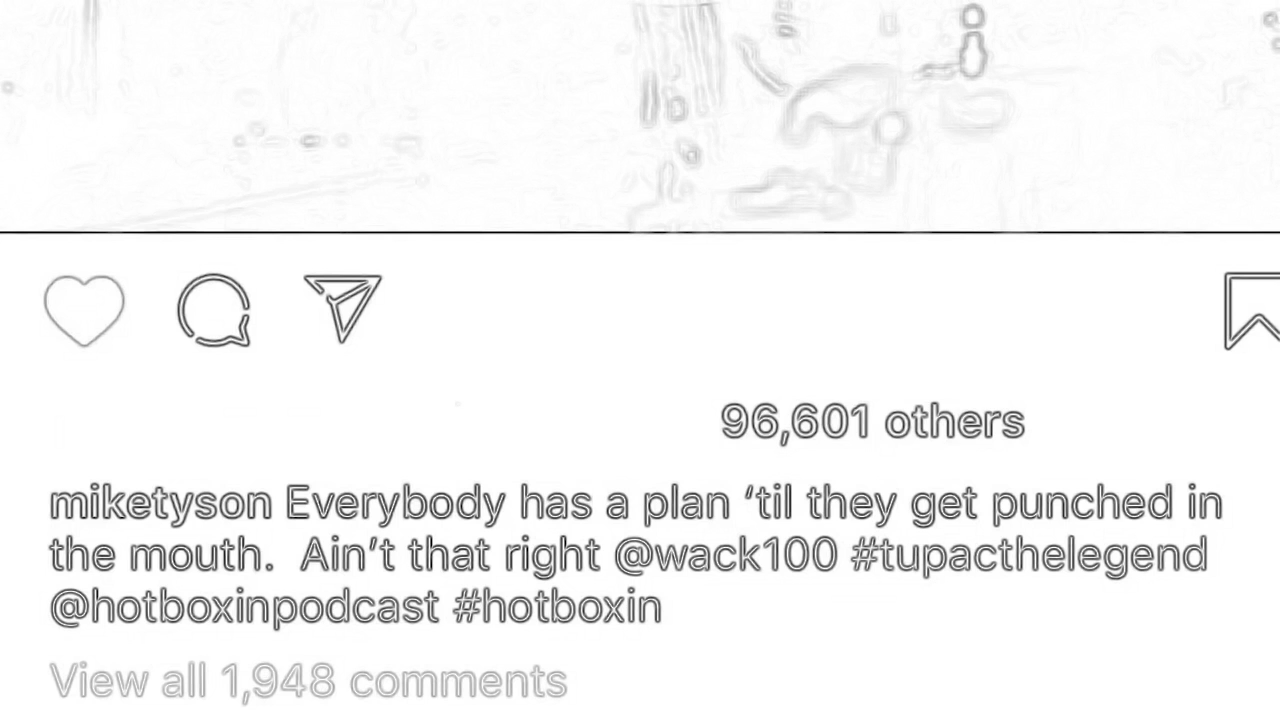 96,601 others
miketyson Everybody has a plan ‘til they get punched in
the mouth.  Ain’t that right @wack100 #tupacthelegend
@hotboxinpodcast #hotboxin
View all 1,948 comments